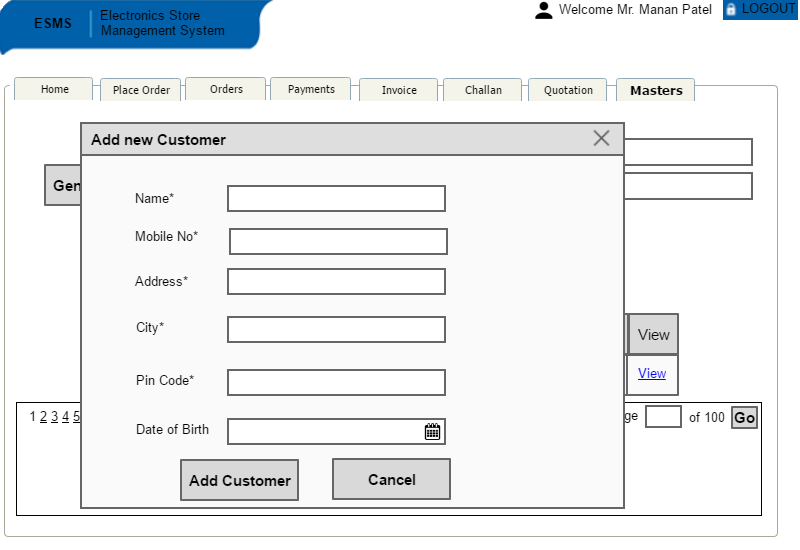 ESMS
Electronics Store
Management System
Welcome Mr. Manan Patel
LOGOUT
Home
Place Order
Orders
Payments
Invoice
Challan
Quotation
Masters
Add new Customer
Gen
Name*
Mobile No*
Address*
City*
Pin Code*
Date of Birth
View
View
1 2 3 4 5
ge
of 100
Go
Add Customer
Cancel